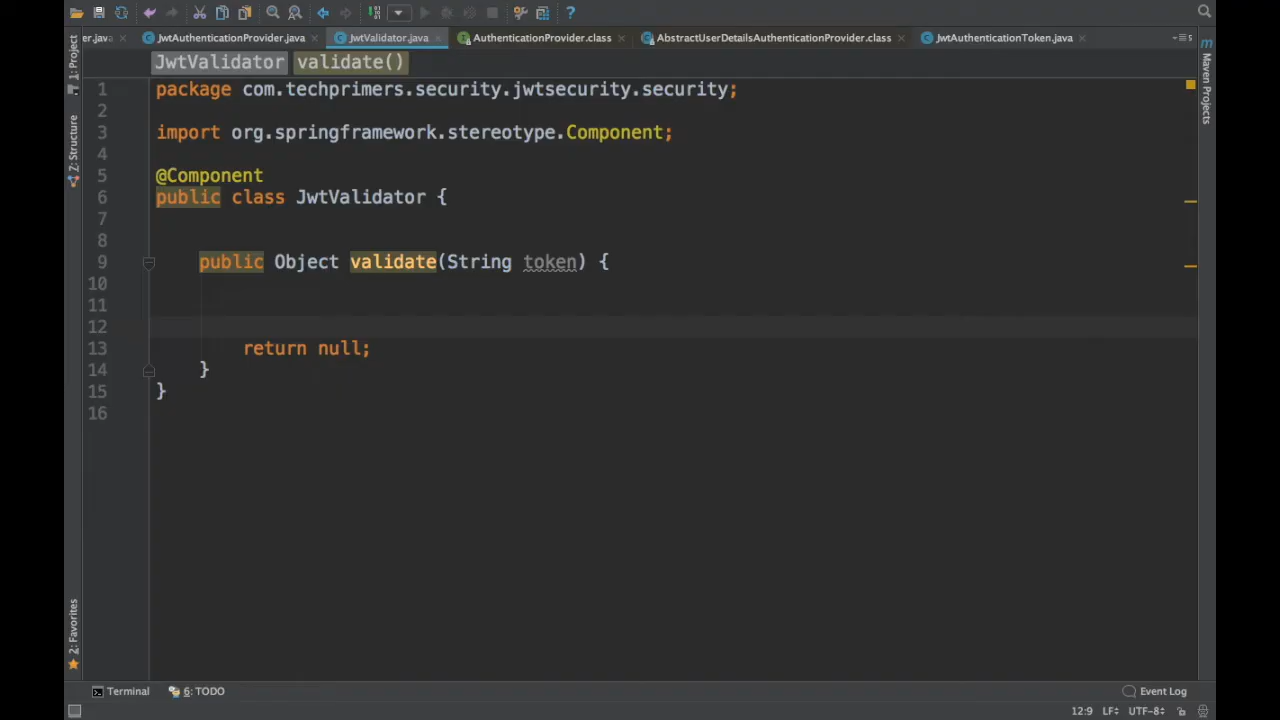 er.java JwtAuthenticationProvider.java JwtValidator.java AuthenticationProvider.class AbstractUserDetailsAuthenticationProvider.class JwtAuthenticationToken.java 5
JwtValidator validate()
1: Project
Z: Structure
2: Favorites
Maven Projects
1 package com.techprimers.security.jwtsecurity.security;
2
3 import org.springframework.stereotype.Component;
4
5 @Component
6 public class JwtValidator {
7
8
9 public Object validate(String token) {
10
11
12
13 return null;
14 }
15 }
16
Terminal 6: TODO Event Log
12:9 LF UTF-8